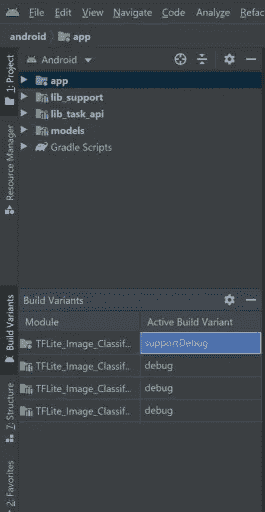 File Edit View Navigate Code Analyze Refac
android app
Android
app
lib_support
lib_task_api
models
Gradle Scripts
1: Project
Resource Manager
Build Variants
Module Active Build Variant
TFLite_Image_Classif... supportDebug
TFLite_Image_Classif... debug
TFLite_Image_Classif... debug
TFLite_Image_Classif... debug
Build Variants
7: Structure
2: Favorites